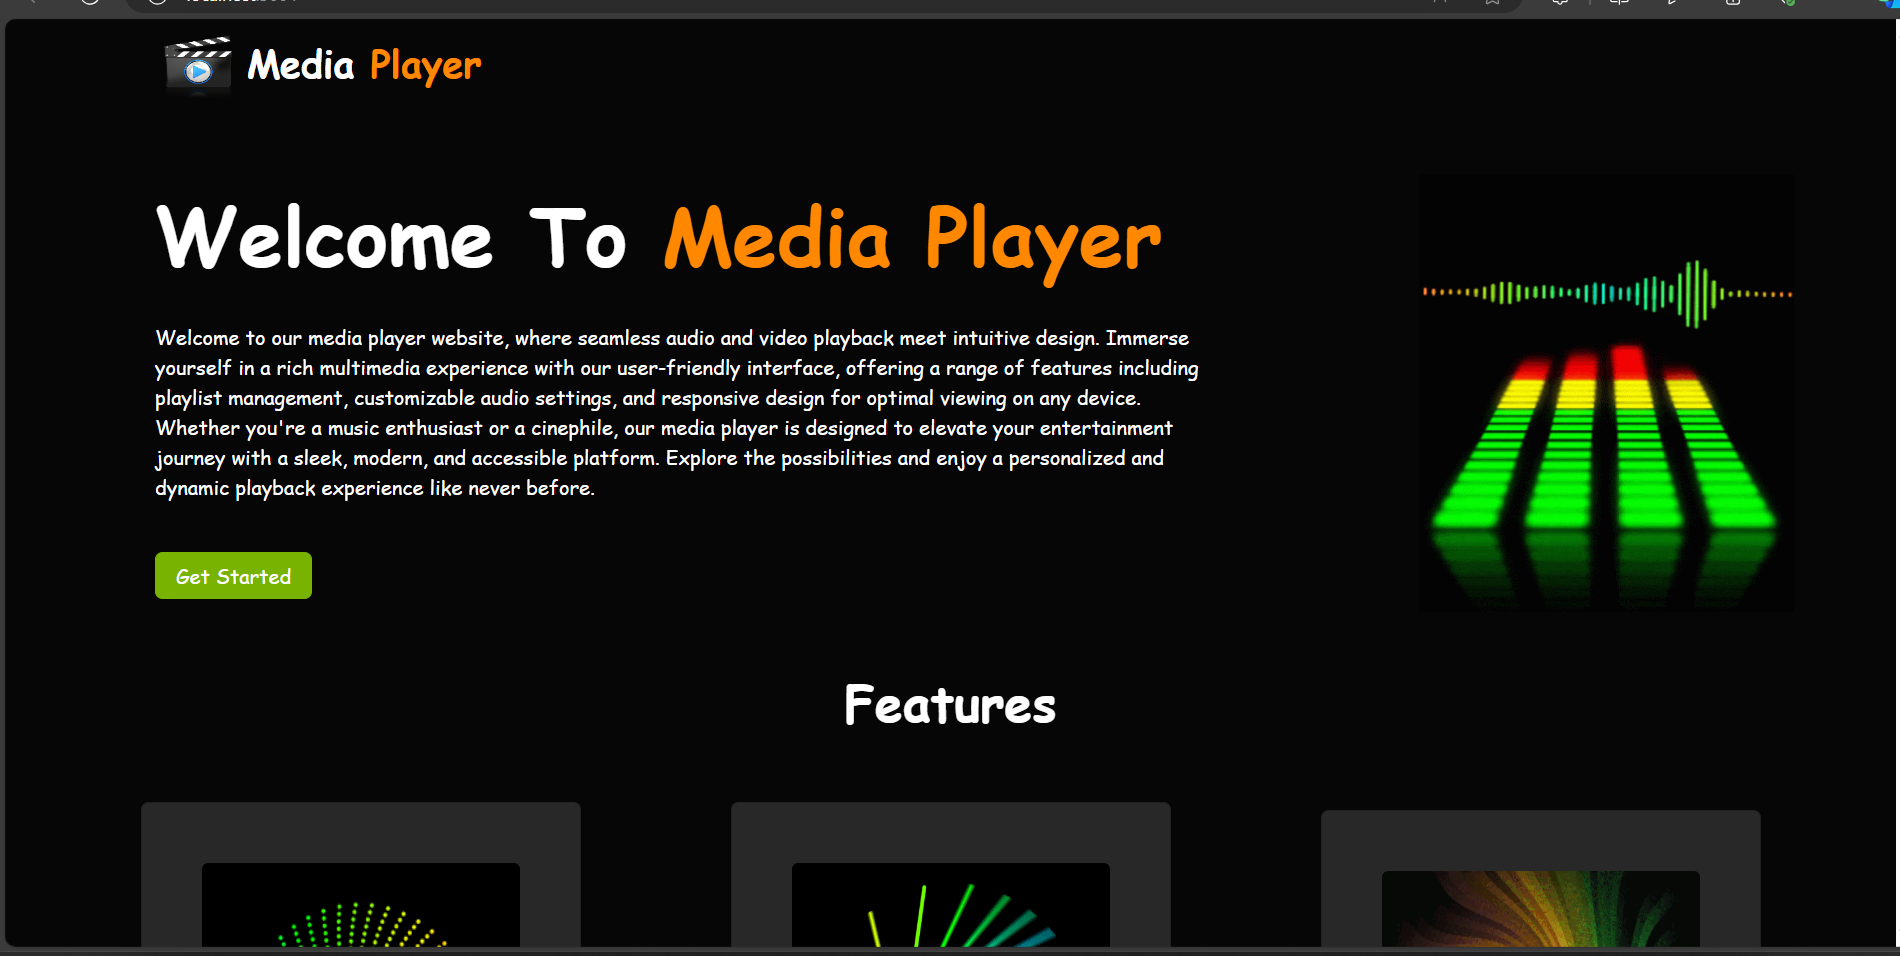 Media Player
Welcome To Media Player
Welcome to our media player website, where seamless audio and video playback meet intuitive design. Immerse
yourself in a rich multimedia experience with our user-friendly interface, offering a range of features including
playlist management, customizable audio settings, and responsive design for optimal viewing on any device.
Whether you're a music enthusiast or a cinephile, our media player is designed to elevate your entertainment
journey with a sleek, modern, and accessible platform. Explore the possibilities and enjoy a personalized and
dynamic playback experience like never before.
Get Started
Features